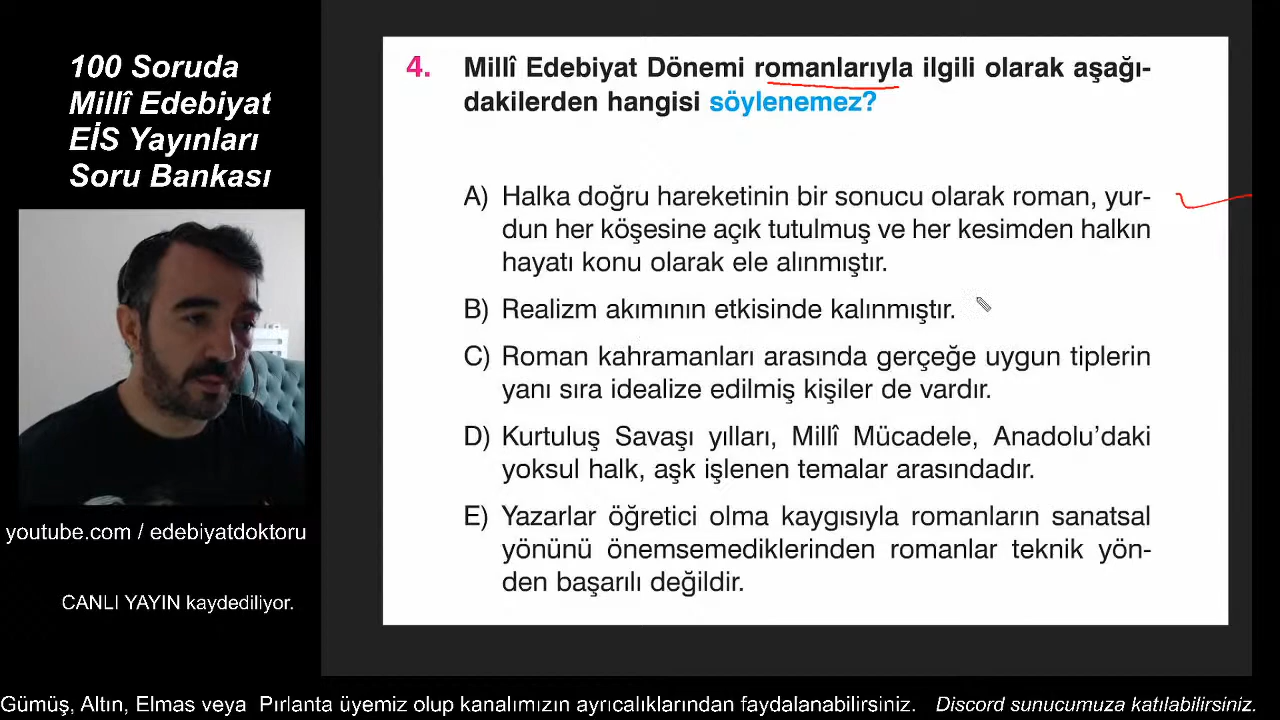 100 Soruda
Millî Edebiyat
EİS Yayınları
Soru Bankası
youtube.com / edebiyatdoktoru
CANLI YAYIN kaydediliyor.
4. Millî Edebiyat Dönemi romanlarıyla ilgili olarak aşağı-
dakilerden hangisi söylenemez?
A) Halka doğru hareketinin bir sonucu olarak roman, yur-
dun her köşesine açık tutulmuş ve her kesimden halkın
hayatı konu olarak ele alınmıştır.
B) Realizm akımının etkisinde kalınmıştır.
C) Roman kahramanları arasında gerçeğe uygun tiplerin
yanı sıra idealize edilmiş kişiler de vardır.
D) Kurtuluş Savaşı yılları, Millî Mücadele, Anadolu’daki
yoksul halk, aşk işlenen temalar arasındadır.
E) Yazarlar öğretici olma kaygısıyla romanların sanatsal
yönünü önemsemediklerinden romanlar teknik yön-
den başarılı değildir.
Gümüş, Altın, Elmas veya Pırlanta üyemiz olup kanalımızın ayrıcalıklarından faydalanabilirsiniz. Discord sunucumuza katılabilirsiniz.